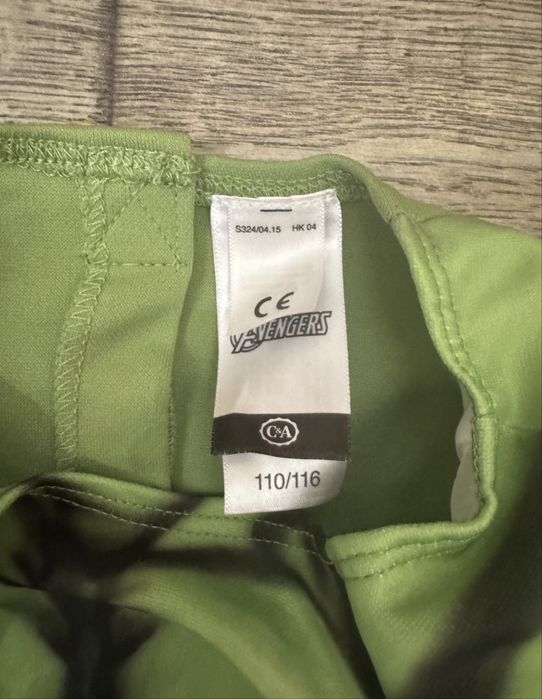 S324/04.15 HK 04
CE
AVENGERS
C&A
110/116